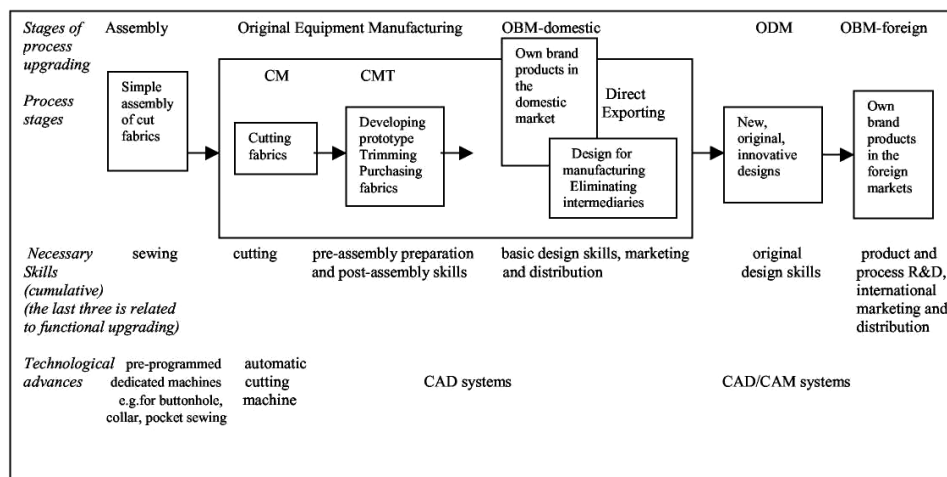 Stages of process upgrading
Assembly
Original Equipment Manufacturing
OBM-domestic
ODM
OBM-foreign
Process stages
Simple
assembly
of cut
fabrics
CM
Cutting
fabrics
CMT
Developing
prototype
Trimming
Purchasing
fabrics
Own brand
products in
the
domestic
market
Direct
Exporting
Design for
manufacturing
Eliminating
intermediaries
New,
original,
innovative
designs
Own
brand
products
in the
foreign
markets
Necessary
Skills
(cumulative)
(the last three is related
to functional upgrading)
sewing
cutting
pre-assembly preparation
and post-assembly skills
basic design skills, marketing
and distribution
original
design skills
product and
process R&D,
international
marketing and
distribution
Technological
advances
pre-programmed
dedicated machines
e.g.for buttonhole,
collar, pocket sewing
automatic
cutting
machine
CAD systems
CAD/CAM systems